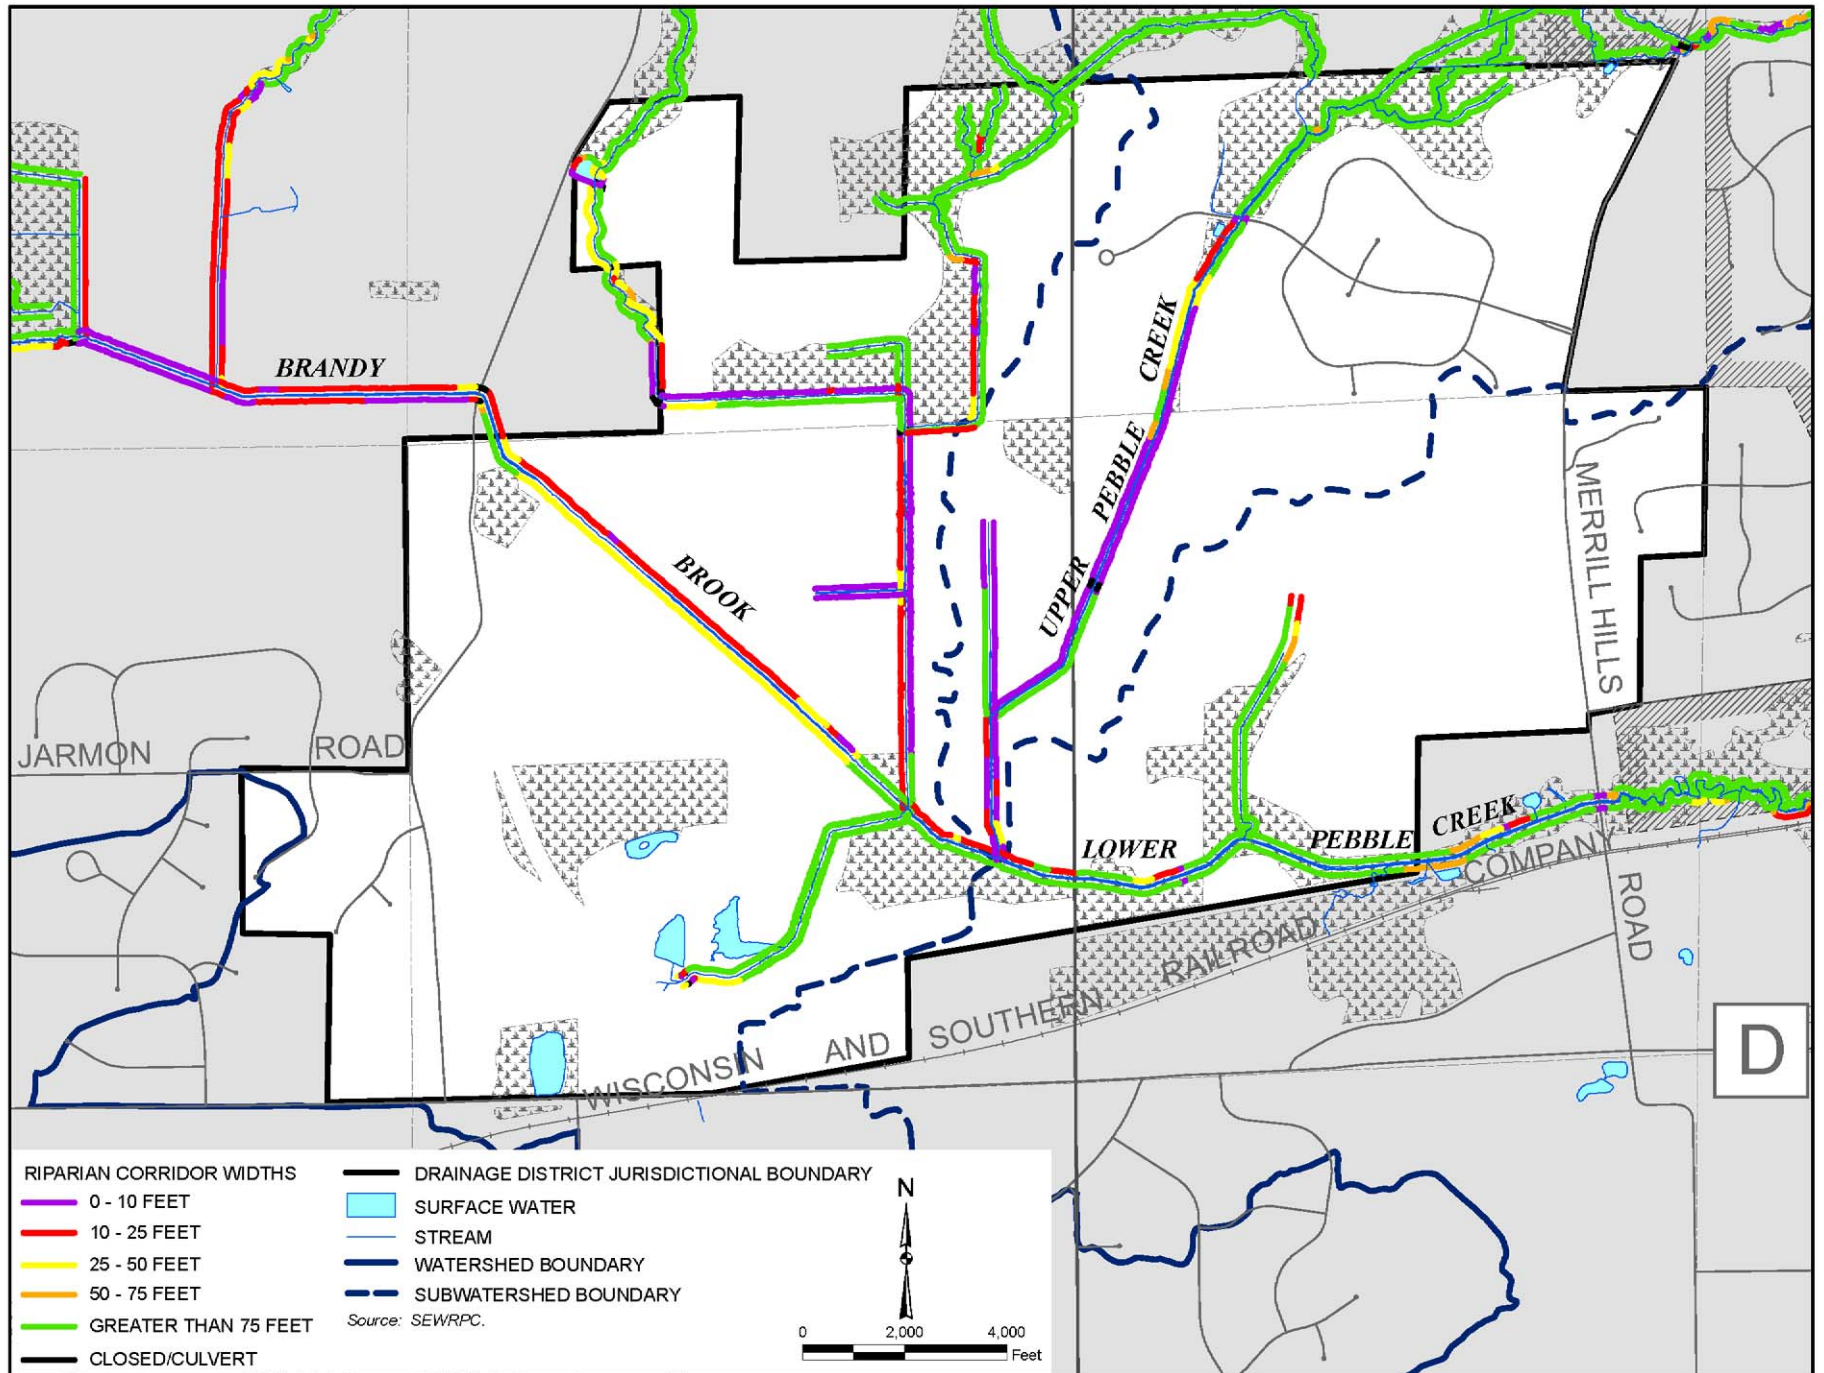 BRANDY
BROOK
UPPER PEBBLE CREEK
MERRILL HILLS
ROAD
JARMON ROAD
LOWER PEBBLE CREEK
WISCONSIN AND SOUTHERN RAILROAD COMPANY
D
RIPARIAN CORRIDOR WIDTHS
0 - 10 FEET
10 - 25 FEET
25 - 50 FEET
50 - 75 FEET
GREATER THAN 75 FEET
CLOSED/CULVERT
DRAINAGE DISTRICT JURISDICTIONAL BOUNDARY
SURFACE WATER
STREAM
WATERSHED BOUNDARY
SUBWATERSHED BOUNDARY
Source: SEWRPC.
N
0 2,000 4,000
Feet